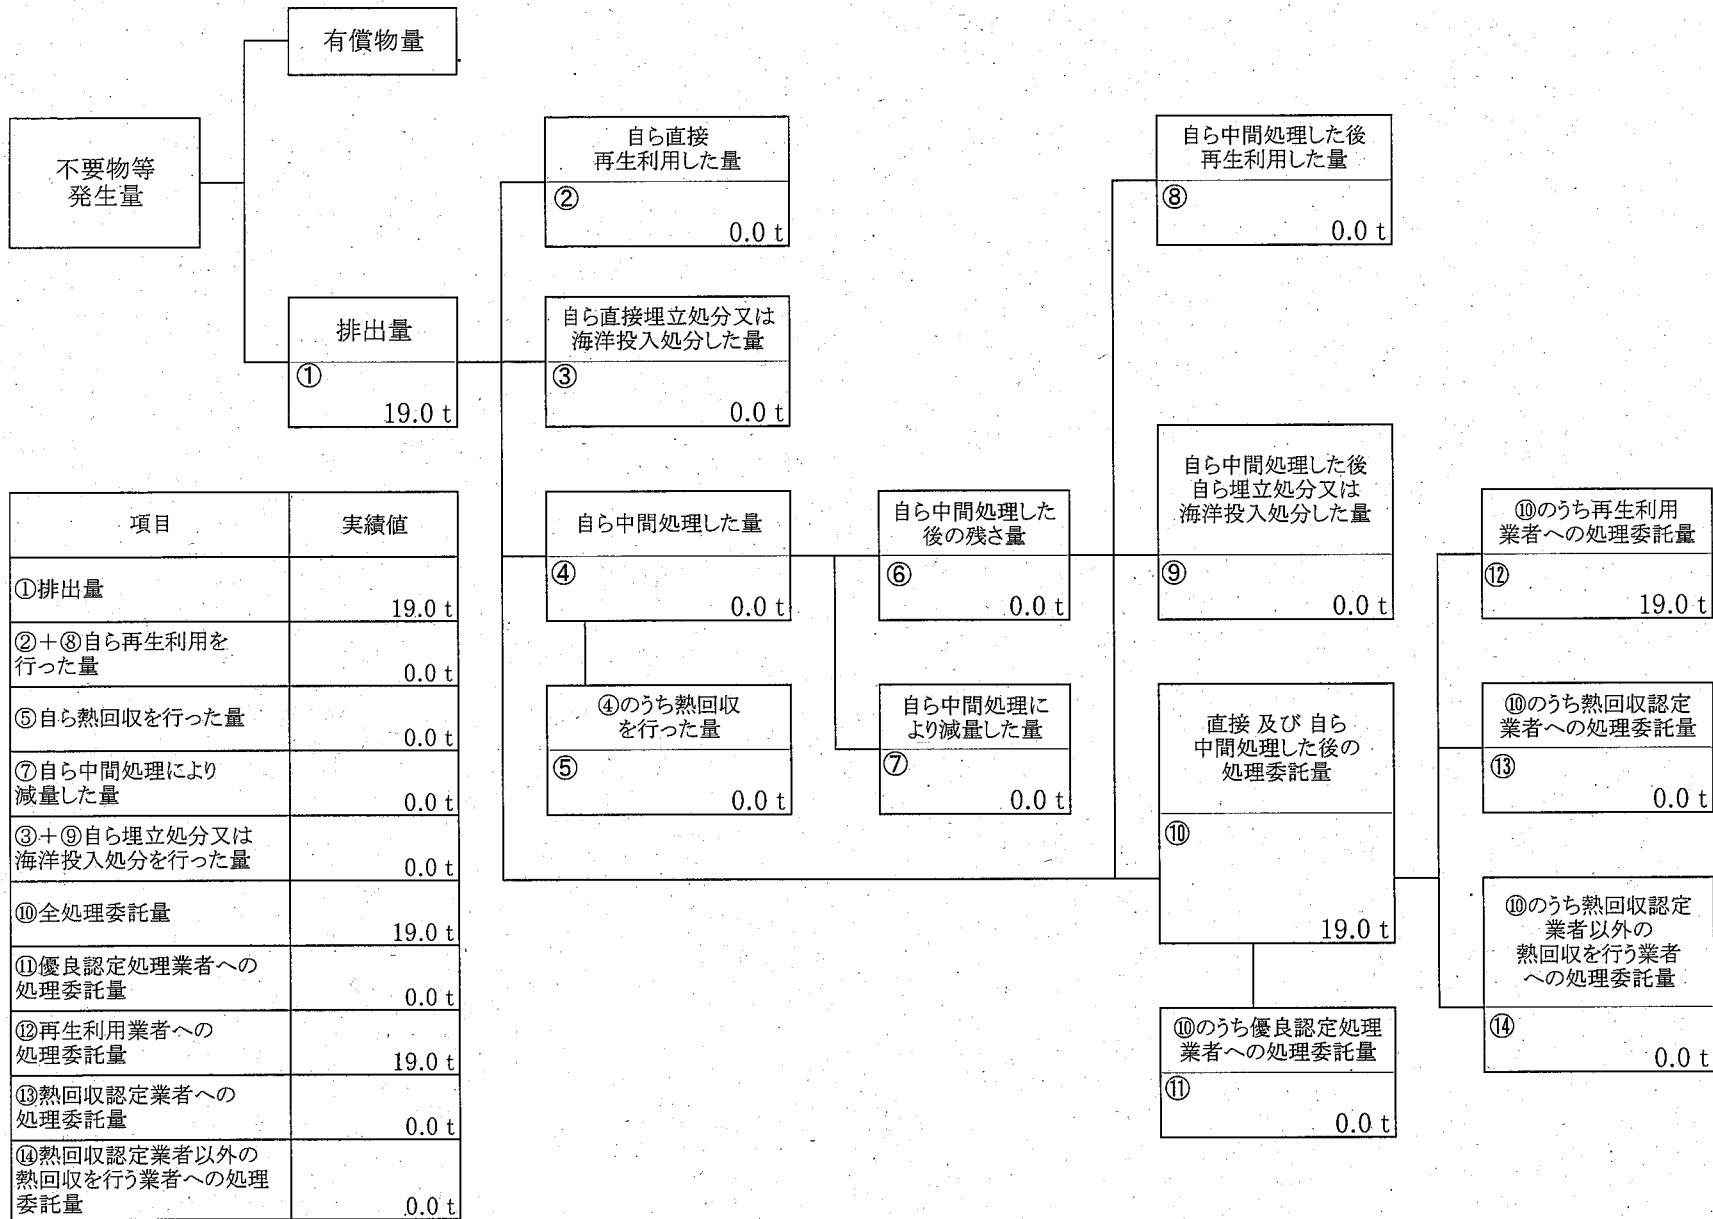 有償物量
不要物等
発生量
排出量
①
19.0 t
自ら直接
再生利用した量
②
0.0 t
自ら直接埋立処分又は
海洋投入処分した量
③
0.0 t
自ら中間処理した量
④
0.0 t
④のうち熱回収
を行った量
⑤
0.0 t
自ら中間処理した
後の残さ量
⑥
0.0 t
自ら中間処理に
より減量した量
⑦
0.0 t
自ら中間処理した後
再生利用した量
⑧
0.0 t
自ら中間処理した後
自ら埋立処分又は
海洋投入処分した量
⑨
0.0 t
直接 及び 自ら
中間処理した後の
処理委託量
⑩
19.0 t
⑩のうち優良認定処理
業者への処理委託量
⑪
0.0 t
⑩のうち再生利用
業者への処理委託量
⑫
19.0 t
⑩のうち熱回収認定
業者への処理委託量
⑬
0.0 t
⑩のうち熱回収認定
業者以外の
熱回収を行う業者
への処理委託量
⑭
0.0 t
項目 実績値
①排出量
19.0 t
②＋⑧自ら再生利用を
行った量
0.0 t
⑤自ら熱回収を行った量
0.0 t
⑦自ら中間処理により
減量した量
0.0 t
③＋⑨自ら埋立処分又は
海洋投入処分を行った量
0.0 t
⑩全処理委託量
19.0 t
⑪優良認定処理業者への
処理委託量
0.0 t
⑫再生利用業者への
処理委託量
19.0 t
⑬熱回収認定業者への
処理委託量
0.0 t
⑭熱回収認定業者以外の
熱回収を行う業者への処理
委託量
0.0 t